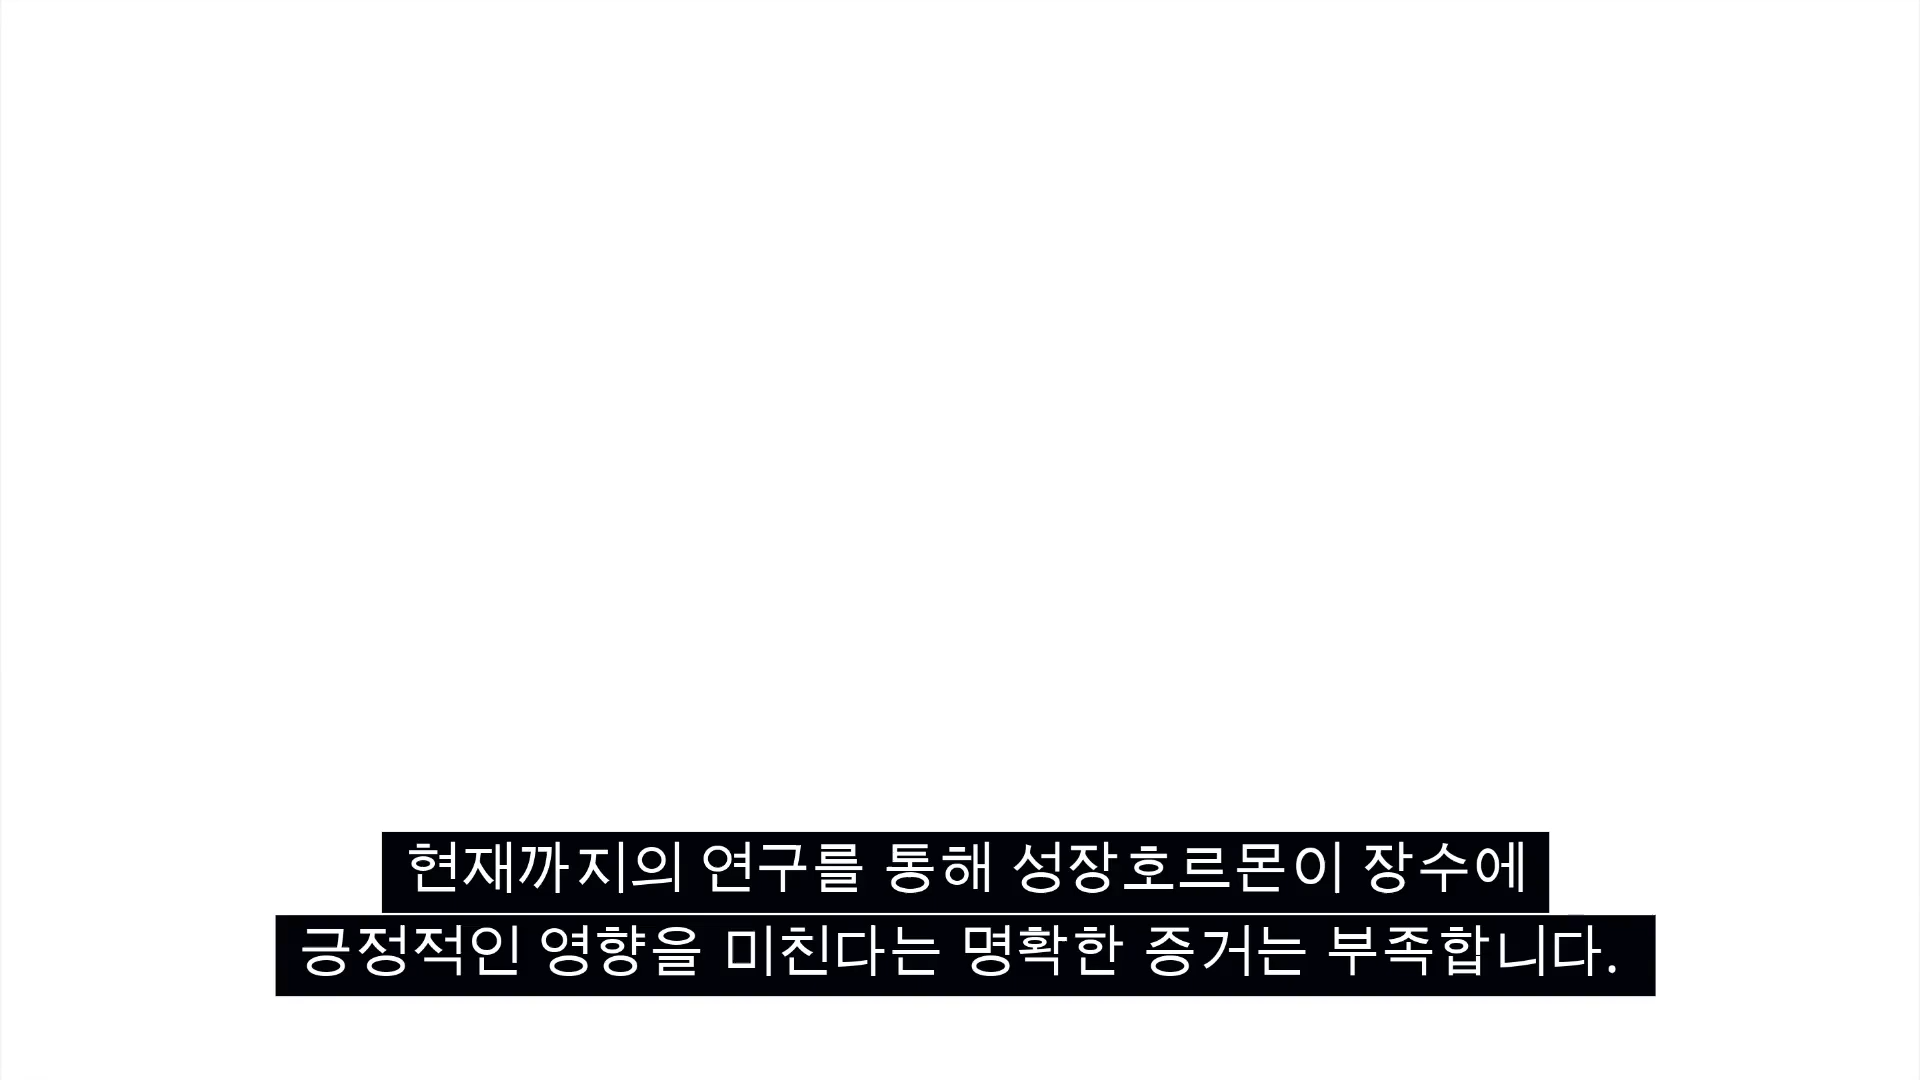 현재까지의 연구를 통해 성장호르몬이 장수에
긍정적인 영향을 미친다는 명확한 증거는 부족합니다.